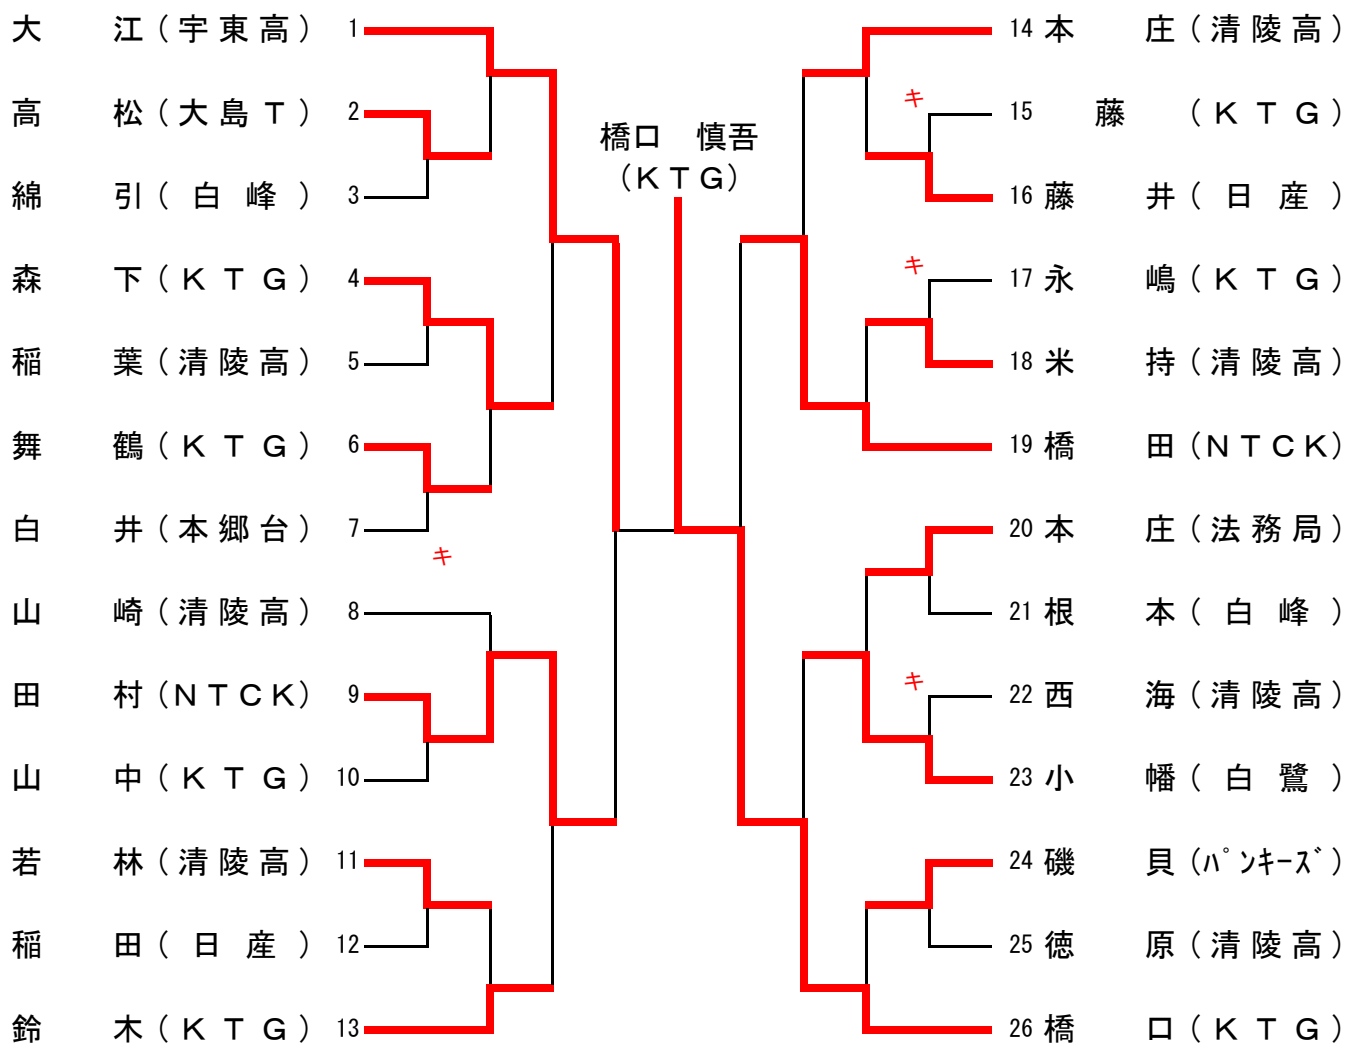 大江(宇東高) 1
高松(大島T) 2
綿引(白峰) 3
森下(KTG) 4
稲葉(清陵高) 5
舞鶴(KTG) 6
白井(本郷台) 7
キ
山崎(清陵高) 8
田村(NTCK) 9
山中(KTG) 10
若林(清陵高) 11
稲田(日産) 12
鈴木(KTG) 13
橋口 慎吾
(KTG)
14 本庄(清陵高)
キ
15 藤(KTG)
16 藤井(日産)
キ
17 永嶋(KTG)
18 米持(清陵高)
19 橋田(NTCK)
20 本庄(法務局)
21 根本(白峰)
キ
22 西海(清陵高)
23 小幡(白鷺)
24 磯貝(パンキーズ)
25 徳原(清陵高)
26 橋口(KTG)